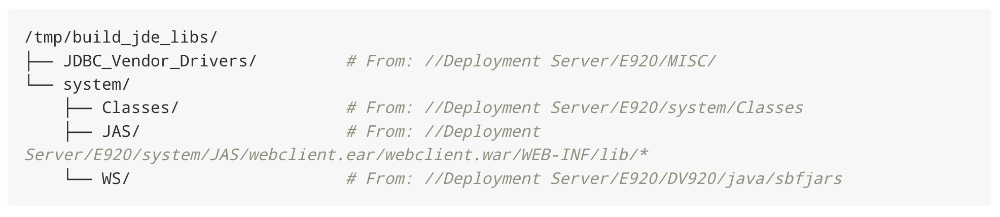 /tmp/build_jde_libs/
├── JDBC_Vendor_Drivers/         # From: //Deployment Server/E920/MISC/
└── system/
    ├── Classes/                 # From: //Deployment Server/E920/system/Classes
    ├── JAS/                     # From: //Deployment
Server/E920/system/JAS/webclient.ear/webclient.war/WEB-INF/lib/*
    └── WS/                      # From: //Deployment Server/E920/DV920/java/sbfjars